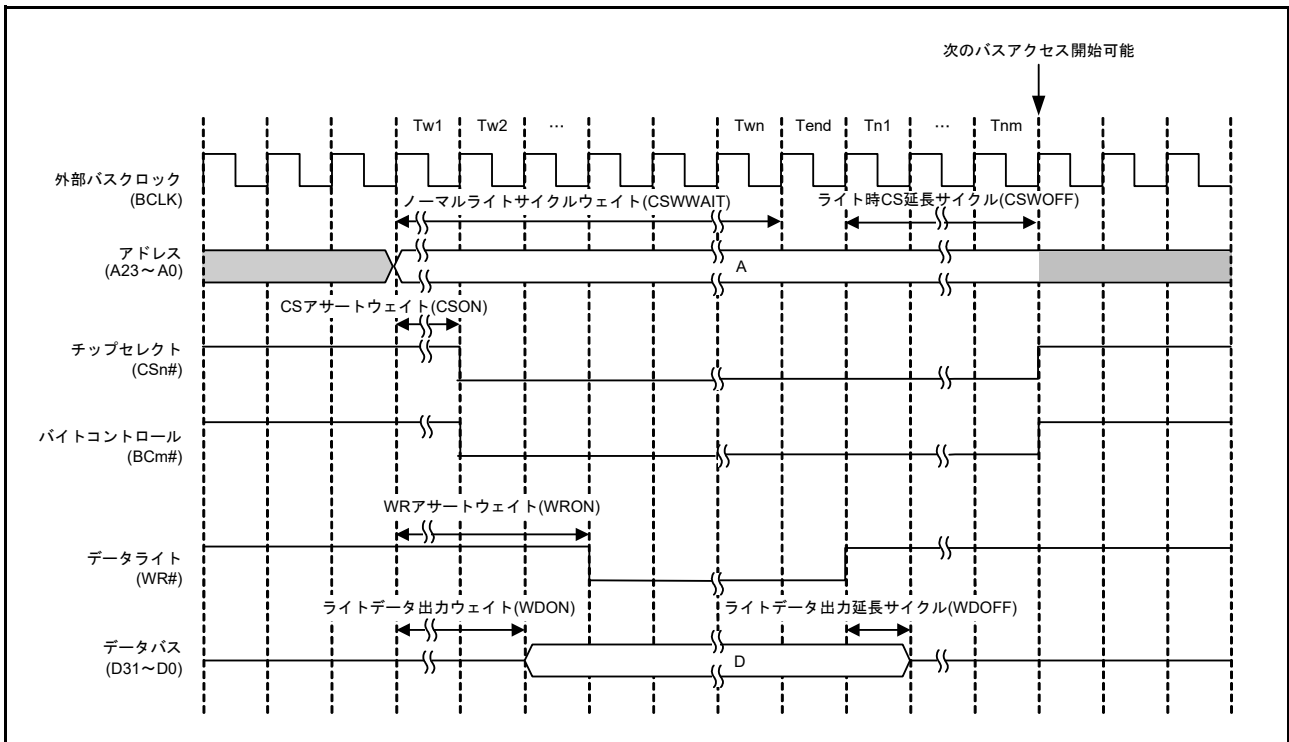 次のバスアクセス開始可能
Tw1 Tw2 … Twn Tend Tn1 … Tnm
外部バスクロック
(BCLK)
ノーマルライトサイクルウェイト(CSWWAIT)
ライト時CS延長サイクル(CSWOFF)
アドレス
(A23～A0)
A
CSアサートウェイト(CSON)
チップセレクト
(CSn#)
バイトコントロール
(BCm#)
WRアサートウェイト(WRON)
データライト
(WR#)
ライトデータ出力ウェイト(WDON)
ライトデータ出力延長サイクル(WDOFF)
データバス
(D31～D0)
D